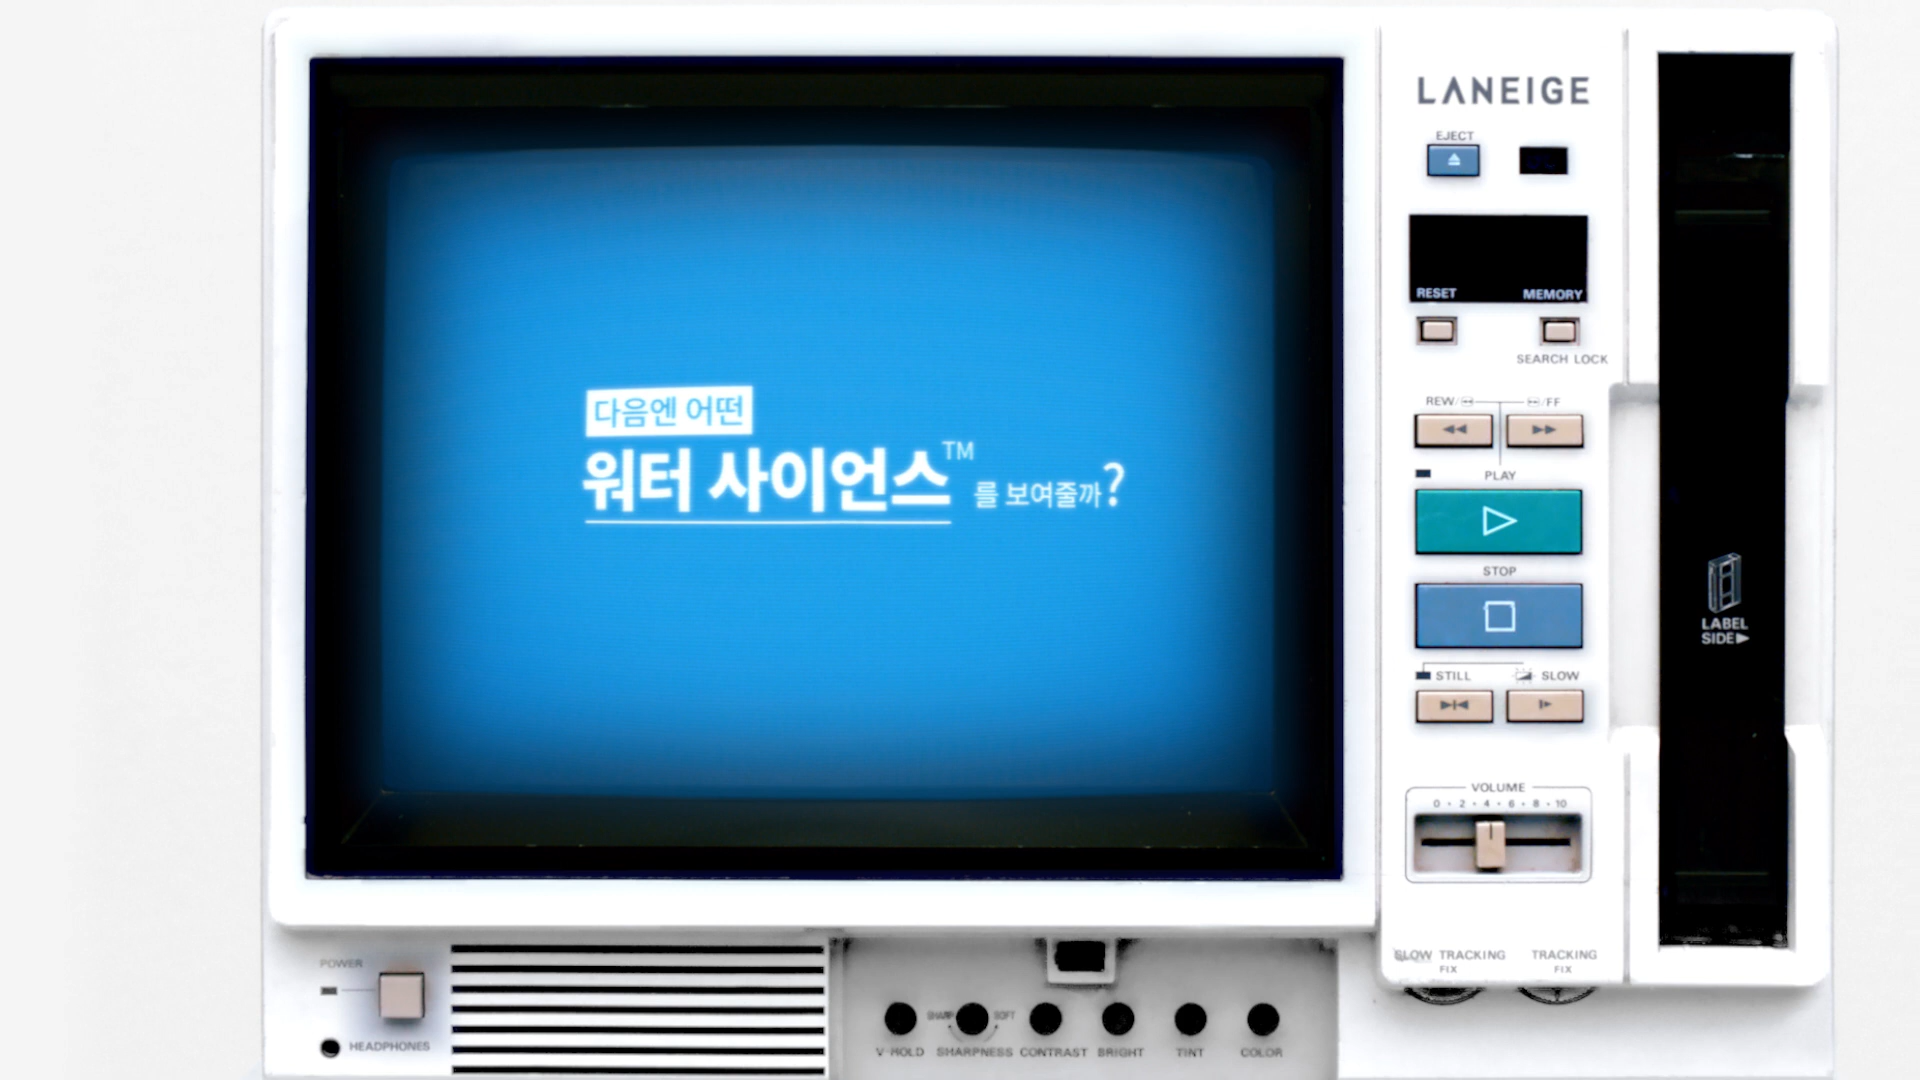 다음엔 어떤
워터 사이언스™를 보여줄까?
LANEIGE
EJECT
RESET MEMORY
SEARCH LOCK
REW/ /FF
PLAY
STOP
STILL SLOW
VOLUME
0 · 2 · 4 · 6 · 8 · 10
SLOW TRACKING TRACKING
FIX FIX
LABEL
SIDE
POWER
HEADPHONES
SHARP SOFT
V-HOLD SHARPNESS CONTRAST BRIGHT TINT COLOR